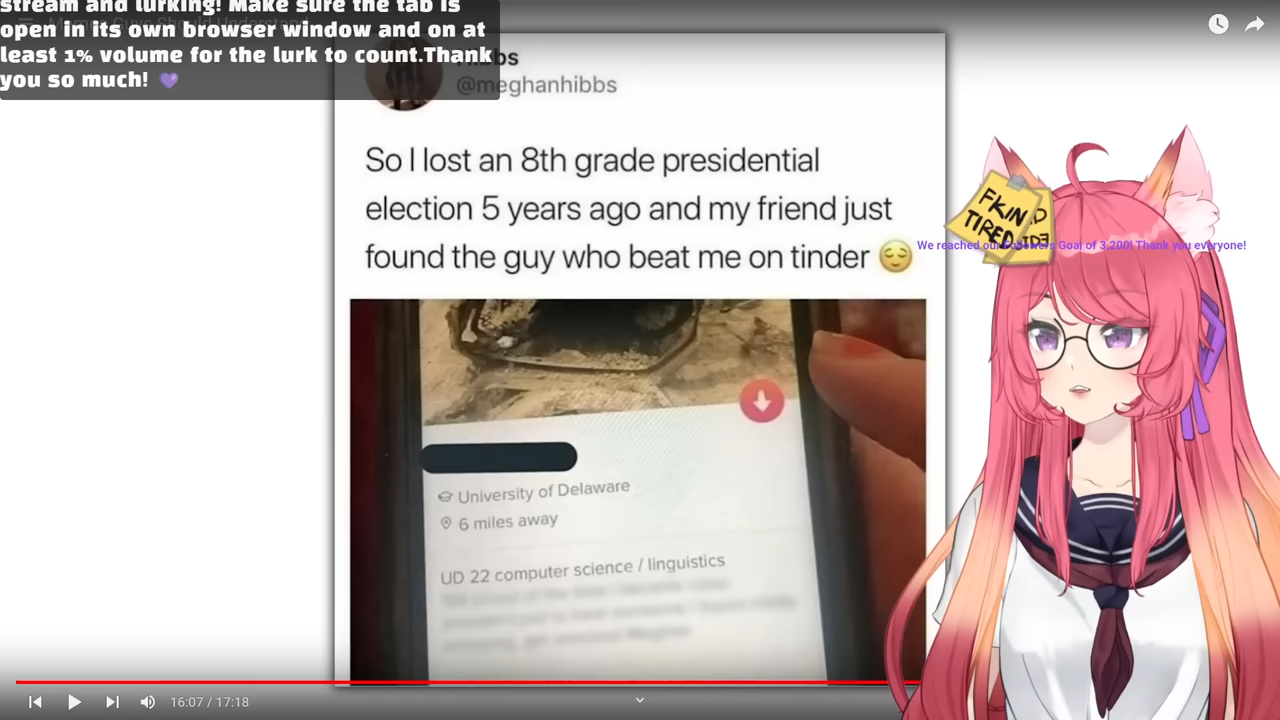 stream and lurking! Make sure the tab is
open in its own browser window and on at
least 1% volume for the lurk to count.Thank
you so much! 💜
@meghanhibbs
So I lost an 8th grade presidential
election 5 years ago and my friend just
found the guy who beat me on tinder 😌
FKIN
TIRED
We reached our Followers Goal of 3,200! Thank you everyone!
University of Delaware
6 miles away
UD 22 computer science / linguistics
16:07 / 17:18